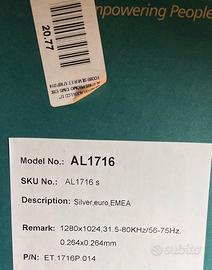 mpowering People
20.77
Model No.: AL1716
SKU No.: AL1716 s
Description: Silver,euro,EMEA
Remark: 1280x1024,31.5-80KHz/56-75Hz,
0.264x0.264mm
P/N: ET.1716P.014
subito